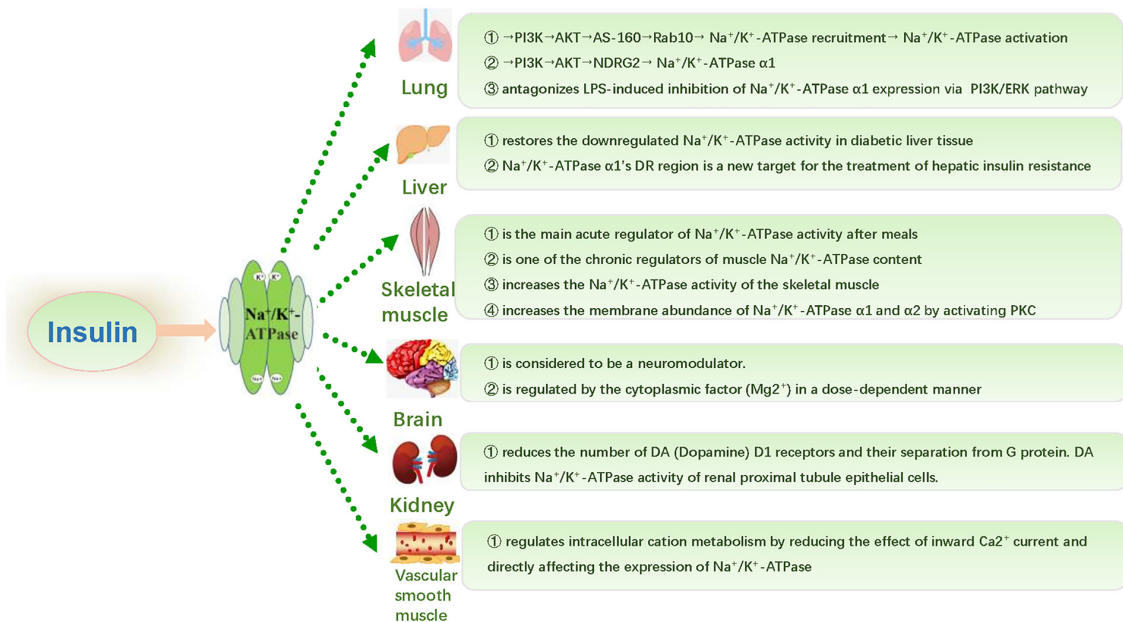 ① →PI3K→AKT→AS-160→Rab10→ Na⁺/K⁺-ATPase recruitment→ Na⁺/K⁺-ATPase activation
② →PI3K→AKT→NDRG2→ Na⁺/K⁺-ATPase α1
③ antagonizes LPS-induced inhibition of Na⁺/K⁺-ATPase α1 expression via PI3K/ERK pathway
Lung
① restores the downregulated Na⁺/K⁺-ATPase activity in diabetic liver tissue
② Na⁺/K⁺-ATPase α1's DR region is a new target for the treatment of hepatic insulin resistance
Liver
① is the main acute regulator of Na⁺/K⁺-ATPase activity after meals
② is one of the chronic regulators of muscle Na⁺/K⁺-ATPase content
③ increases the Na⁺/K⁺-ATPase activity of the skeletal muscle
④ increases the membrane abundance of Na⁺/K⁺-ATPase α1 and α2 by activating PKC
Skeletal
muscle
Insulin
K⁺ K⁺
Na⁺/K⁺-
ATPase
Na⁺ Na⁺
① is considered to be a neuromodulator.
② is regulated by the cytoplasmic factor (Mg2⁺) in a dose-dependent manner
Brain
① reduces the number of DA (Dopamine) D1 receptors and their separation from G protein. DA
inhibits Na⁺/K⁺-ATPase activity of renal proximal tubule epithelial cells.
Kidney
① regulates intracellular cation metabolism by reducing the effect of inward Ca2⁺ current and
directly affecting the expression of Na⁺/K⁺-ATPase
Vascular
smooth
muscle